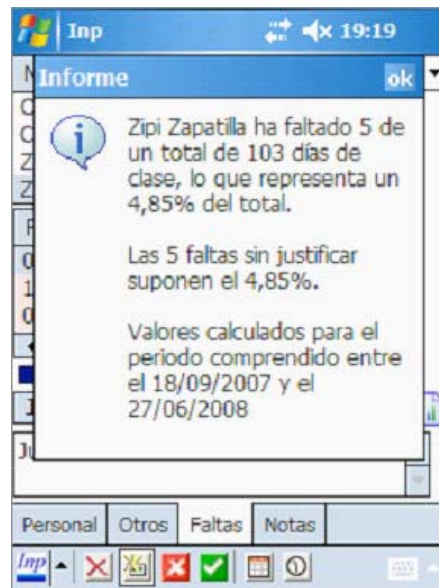 Inp
19:19
Informe
ok
Zipi Zapatilla ha faltado 5 de
un total de 103 días de
clase, lo que representa un
4,85% del total.
Las 5 faltas sin justificar
suponen el 4,85%.
Valores calculados para el
periodo comprendido entre
el 18/09/2007 y el
27/06/2008
Personal
Otros
Faltas
Notas
Inp